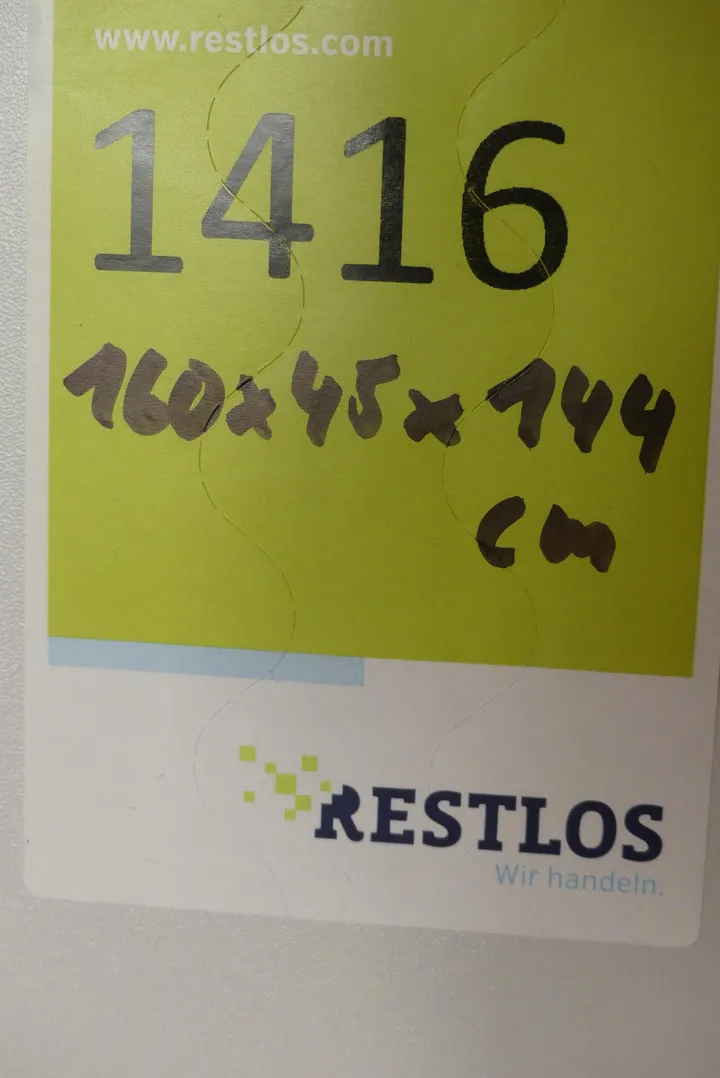 www.restlos.com
1416
160x45x144
cm
RESTLOS
Wir handeln.